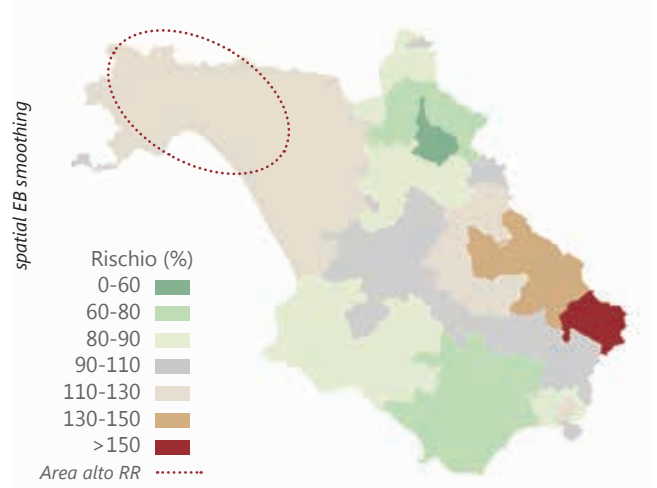 spatial EB smoothing
Rischio (%)
0-60
60-80
80-90
90-110
110-130
130-150
>150
Area alto RR